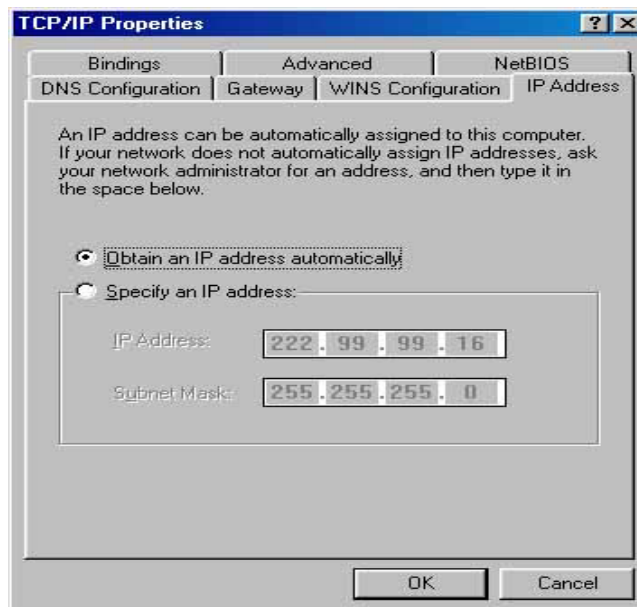 TCP/IP Properties
Bindings Advanced NetBIOS
DNS Configuration Gateway WINS Configuration IP Address
An IP address can be automatically assigned to this computer.
If your network does not automatically assign IP addresses, ask
your network administrator for an address, and then type it in
the space below.
Obtain an IP address automatically
Specify an IP address:
IP Address: 222 . 99 . 99 . 16
Subnet Mask: 255 . 255 . 255 . 0
OK Cancel